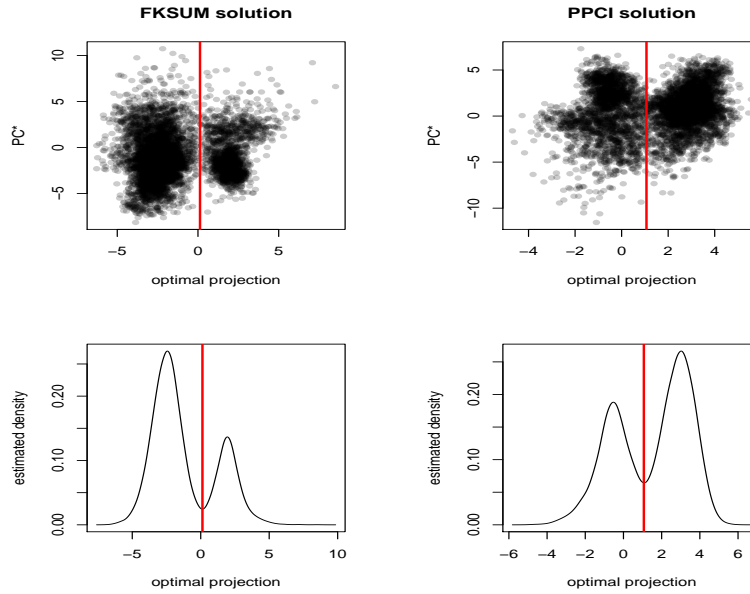 FKSUM solution
PC*
10
5
0
−5
−5 0 5
optimal projection
PPCI solution
PC*
5
0
−5
−10
−4 −2 0 2 4
optimal projection
estimated density
0.20
0.10
0.00
−5 0 5 10
optimal projection
estimated density
0.20
0.10
0.00
−6 −4 −2 0 2 4 6
optimal projection